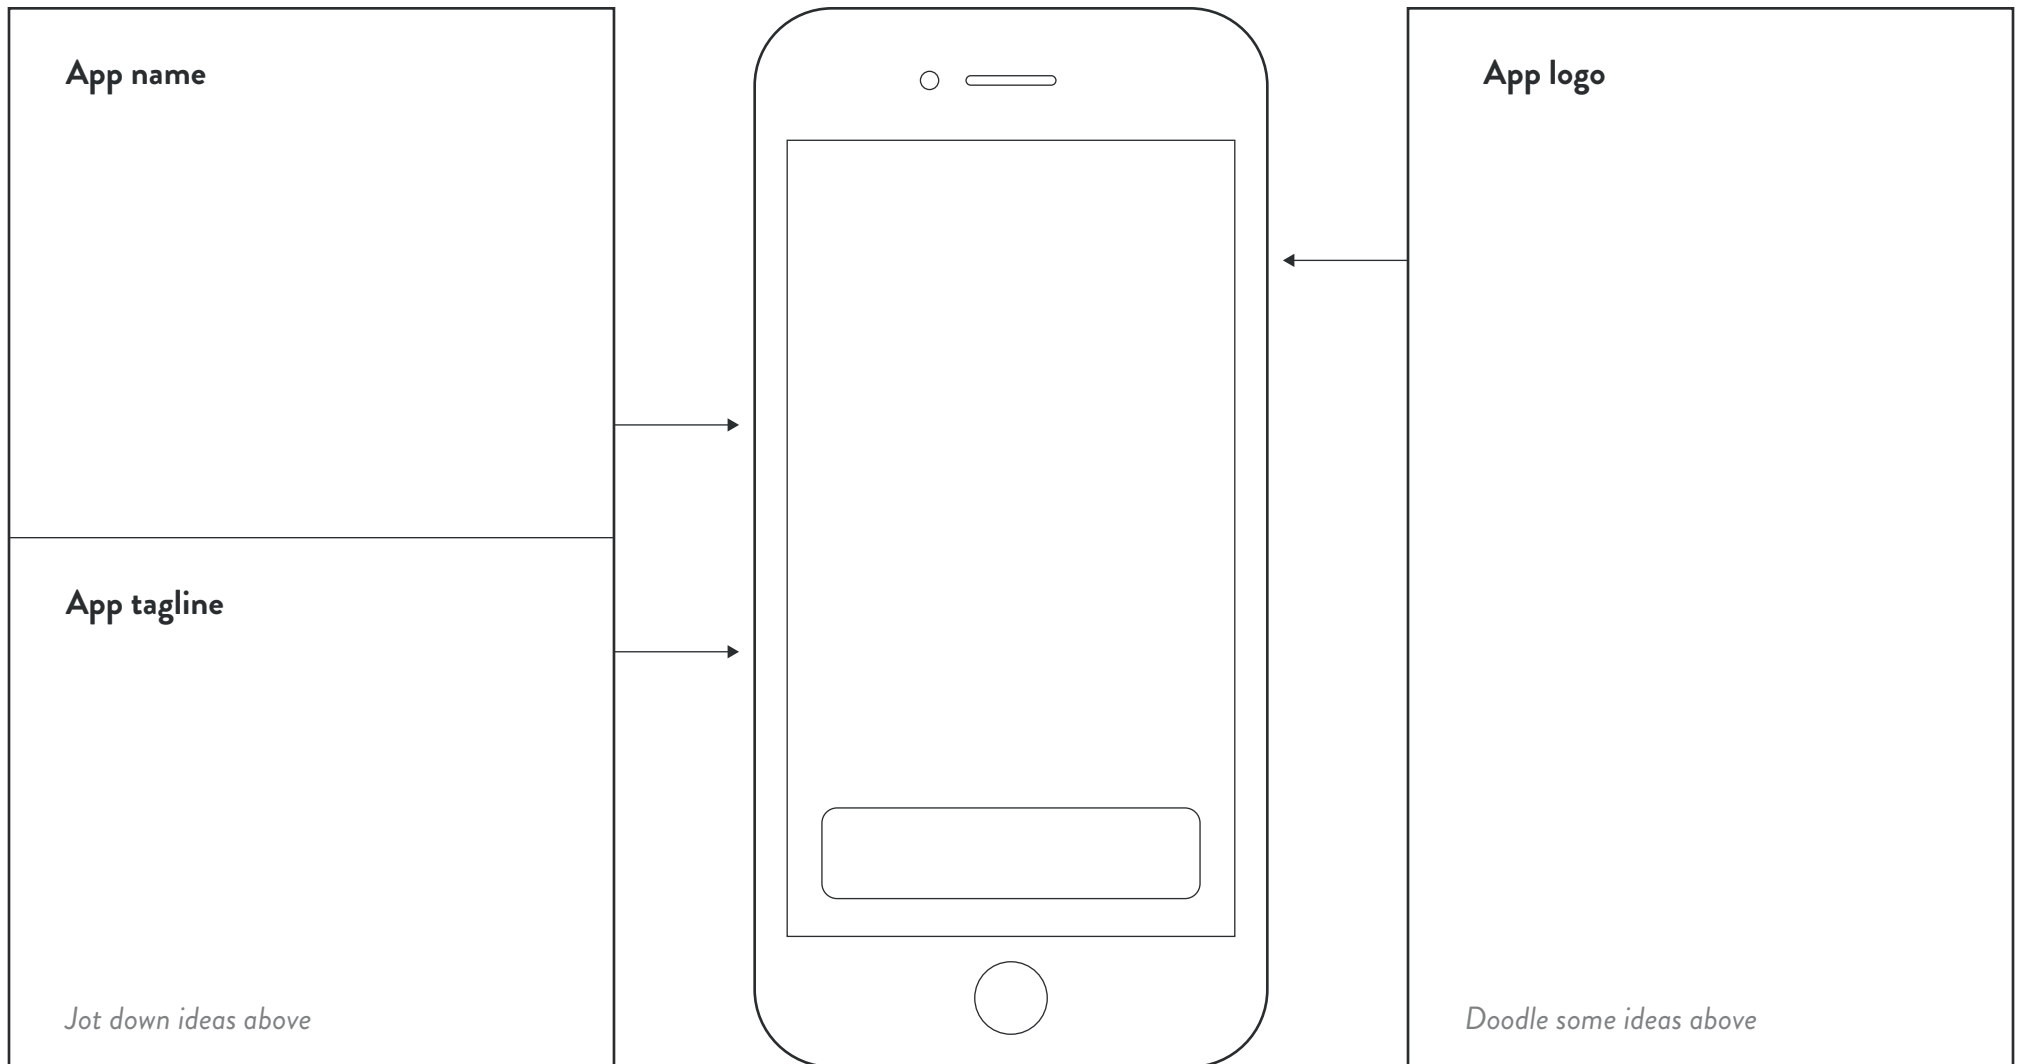 App name
App tagline
Jot down ideas above
App logo
Doodle some ideas above